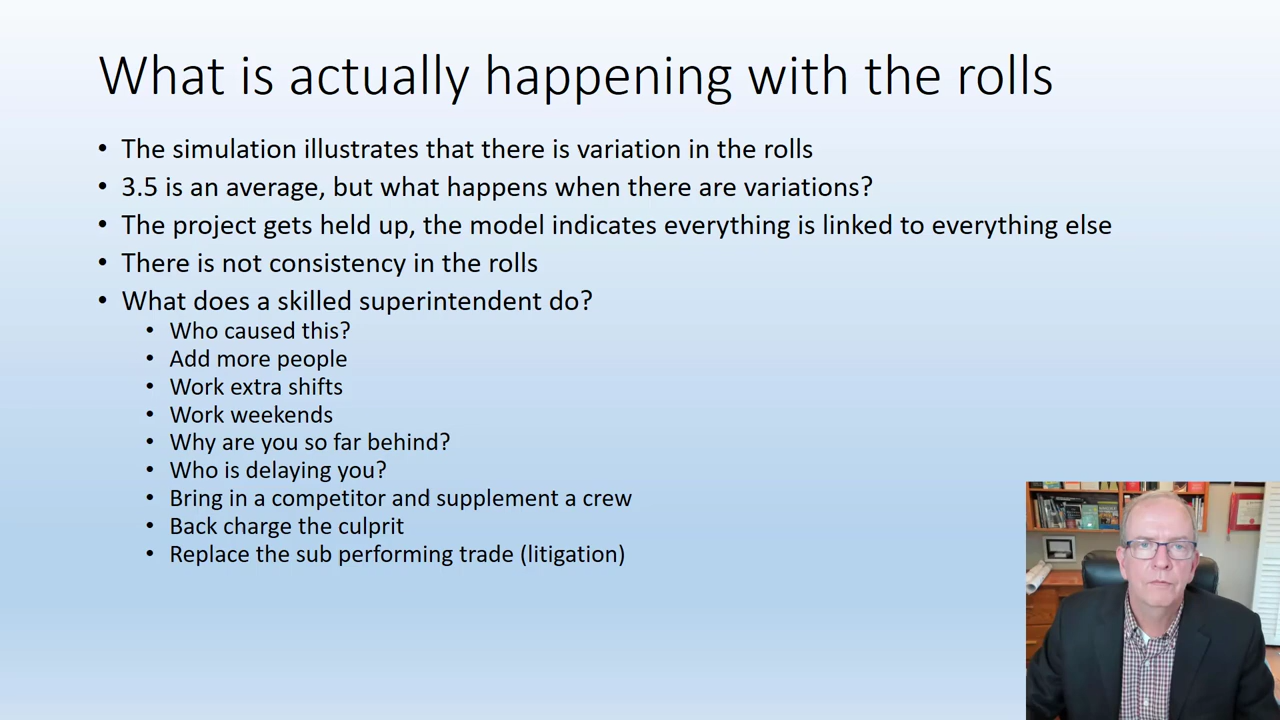 What is actually happening with the rolls
• The simulation illustrates that there is variation in the rolls
• 3.5 is an average, but what happens when there are variations?
• The project gets held up, the model indicates everything is linked to everything else
• There is not consistency in the rolls
• What does a skilled superintendent do?
• Who caused this?
• Add more people
• Work extra shifts
• Work weekends
• Why are you so far behind?
• Who is delaying you?
• Bring in a competitor and supplement a crew
• Back charge the culprit
• Replace the sub performing trade (litigation)